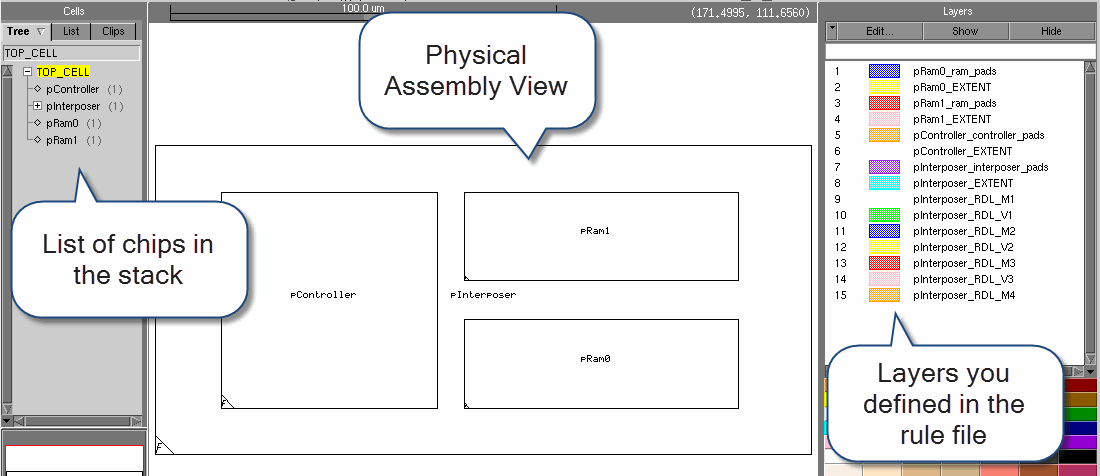 Cells
Tree
List
Clips
TOP_CELL
TOP_CELL
pController (1)
pInterposer (1)
pRam0 (1)
pRam1 (1)
List of chips in
the stack
100.0 um
(171.4995, 111.6560)
Physical
Assembly View
pController
pInterposer
pRam1
pRam0
F
F
Layers
Edit...
Show
Hide
1 pRam0_ram_pads
2 pRam0_EXTENT
3 pRam1_ram_pads
4 pRam1_EXTENT
5 pController_controller_pads
6 pController_EXTENT
7 pInterposer_interposer_pads
8 pInterposer_EXTENT
9 pInterposer_RDL_M1
10 pInterposer_RDL_V1
11 pInterposer_RDL_M2
12 pInterposer_RDL_V2
13 pInterposer_RDL_M3
14 pInterposer_RDL_V3
15 pInterposer_RDL_M4
Layers you
defined in the
rule file